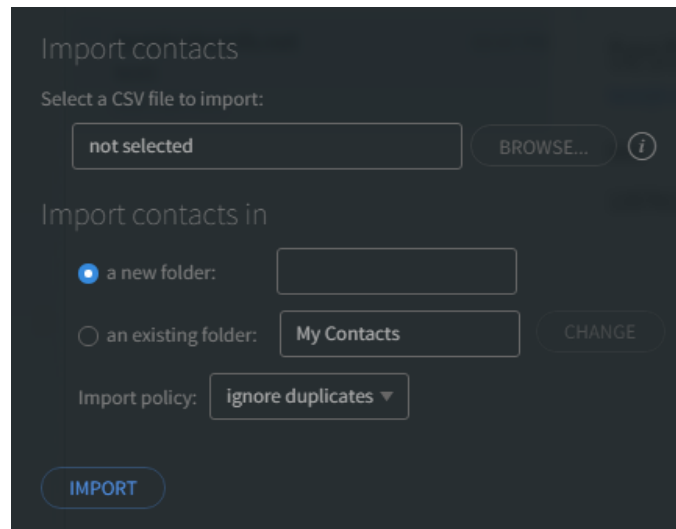 Import contacts
Select a CSV file to import:
not selected BROWSE... i
Import contacts in
a new folder:
an existing folder: My Contacts CHANGE
Import policy: ignore duplicates
IMPORT